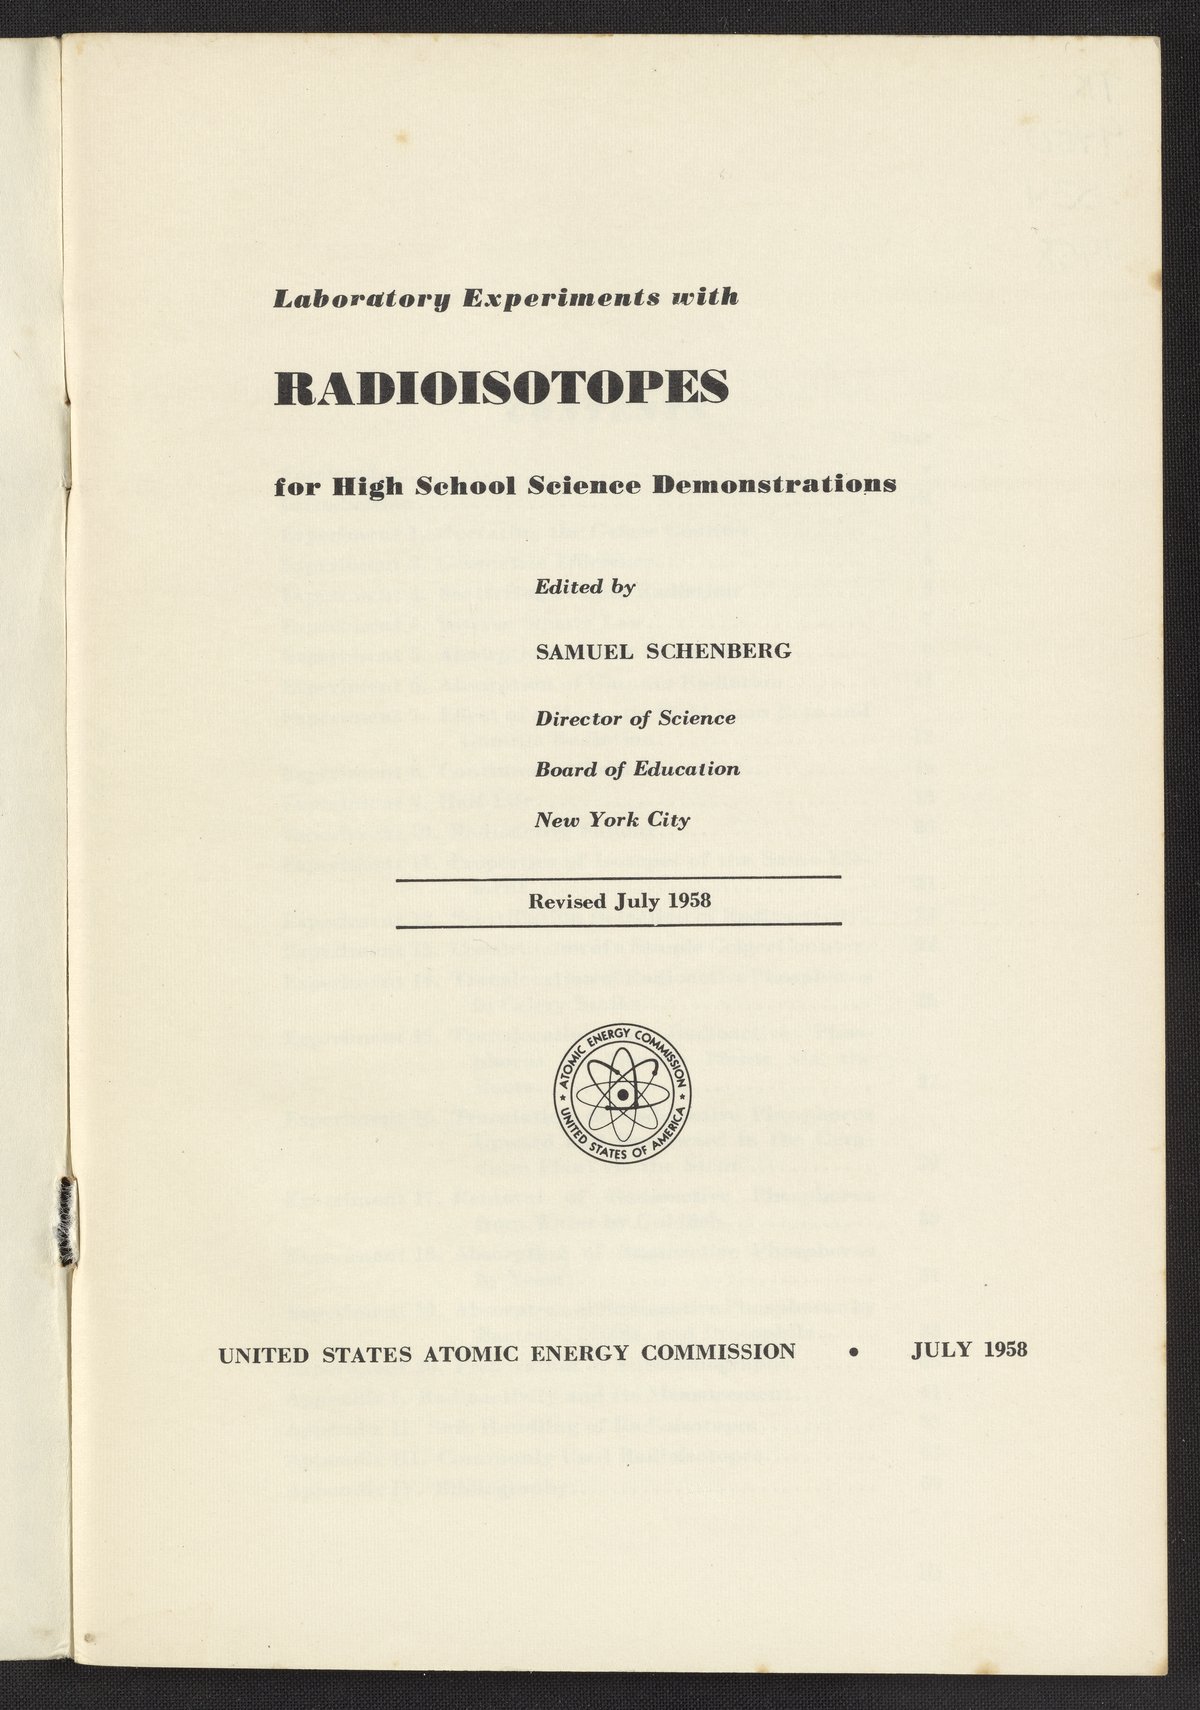 Laboratory Experiments with
RADIOISOTOPES
for High School Science Demonstrations
Edited by
SAMUEL SCHENBERG
Director of Science
Board of Education
New York City
Revised July 1958
★ ATOMIC ENERGY COMMISSION ★
UNITED STATES OF AMERICA
UNITED STATES ATOMIC ENERGY COMMISSION • JULY 1958